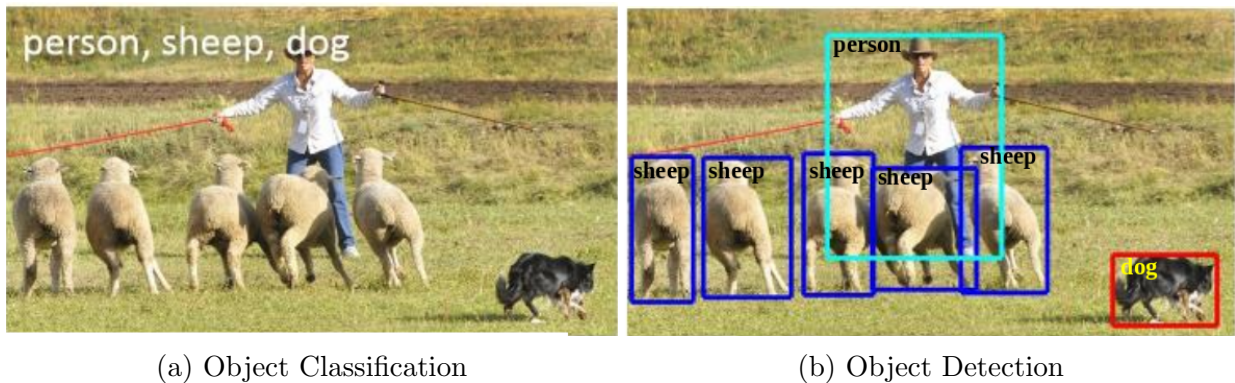 person, sheep, dog
person
sheep
sheep
sheep
sheep
sheep
dog
(a) Object Classification
(b) Object Detection